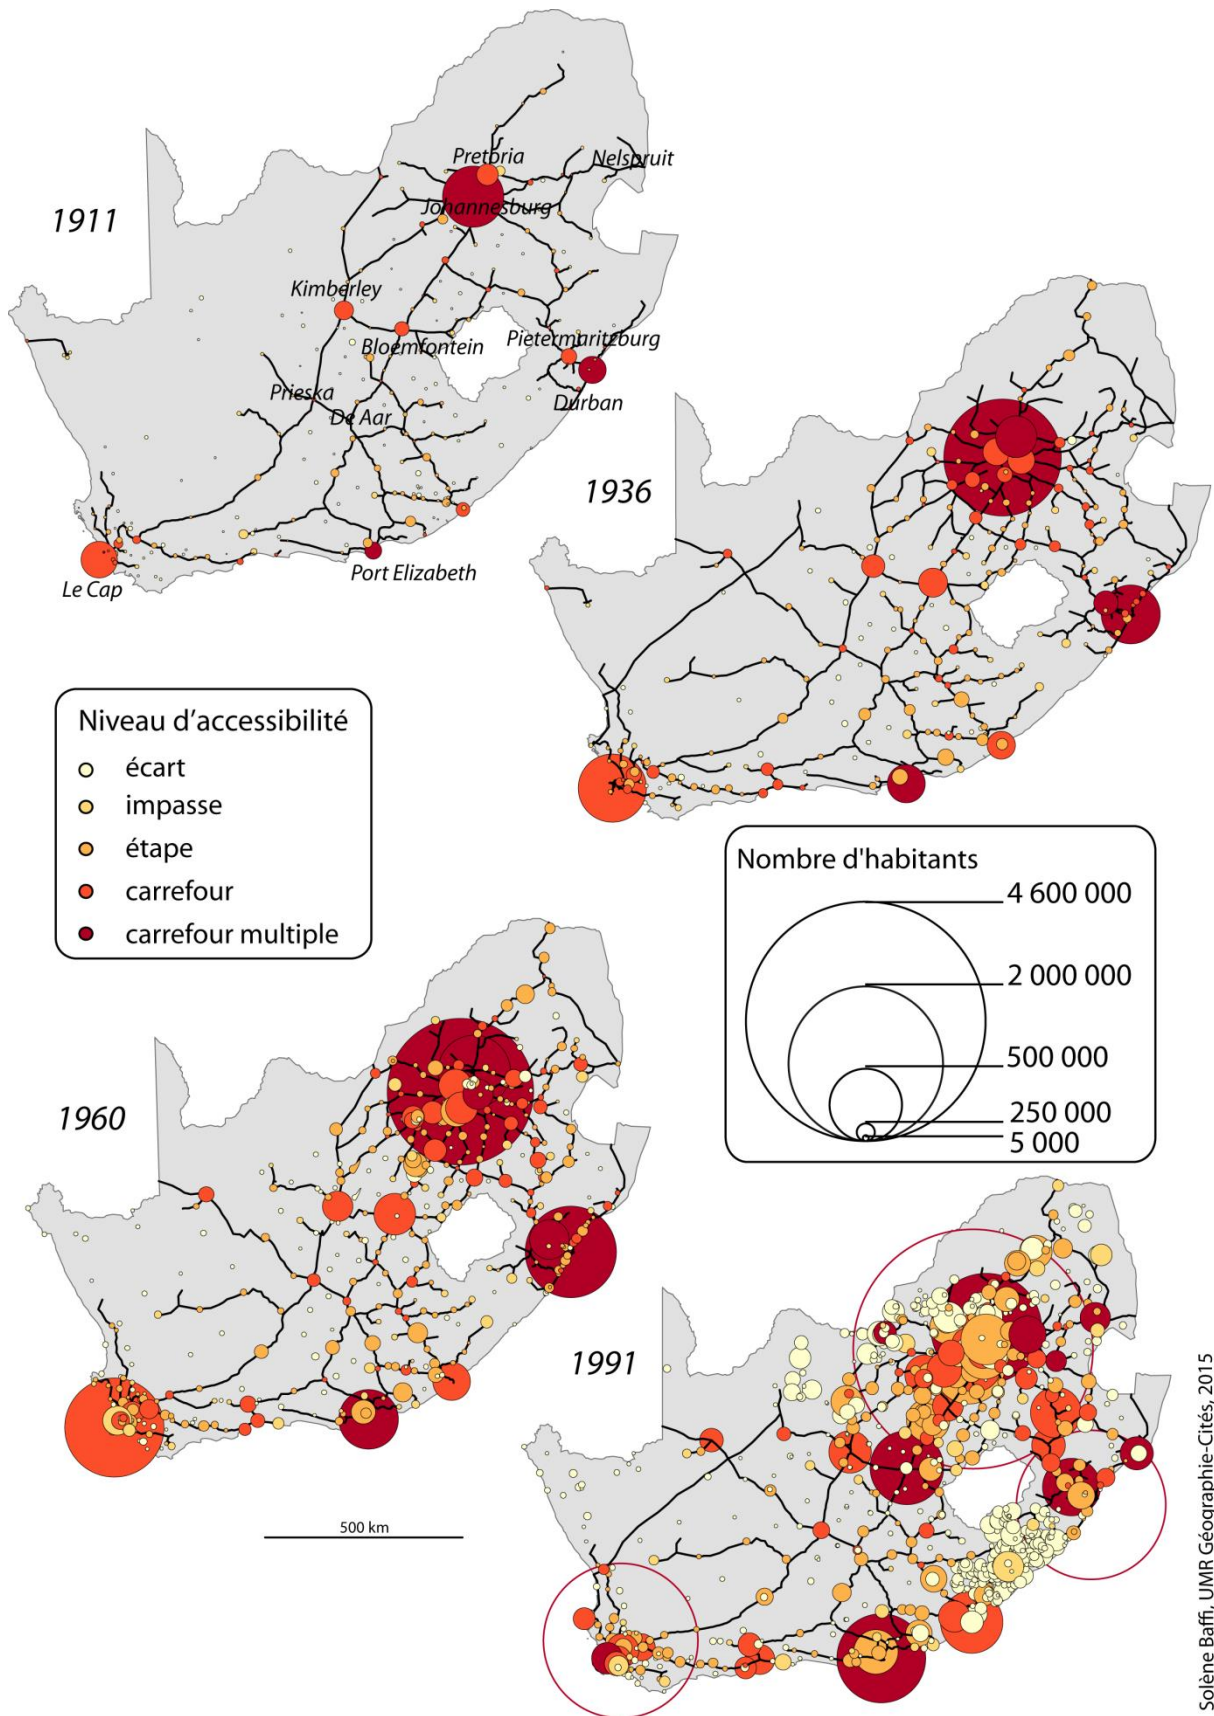 1911
Pretoria
Nelspruit
Johannesburg
Kimberley
Bloemfontein
Pietermaritzburg
Durban
Prieska
De Aar
Port Elizabeth
Le Cap
1936
Niveau d'accessibilité
écart
impasse
étape
carrefour
carrefour multiple
Nombre d'habitants
4 600 000
2 000 000
500 000
250 000
5 000
1960
500 km
1991
Solène Baffi, UMR Géographie-Cités, 2015